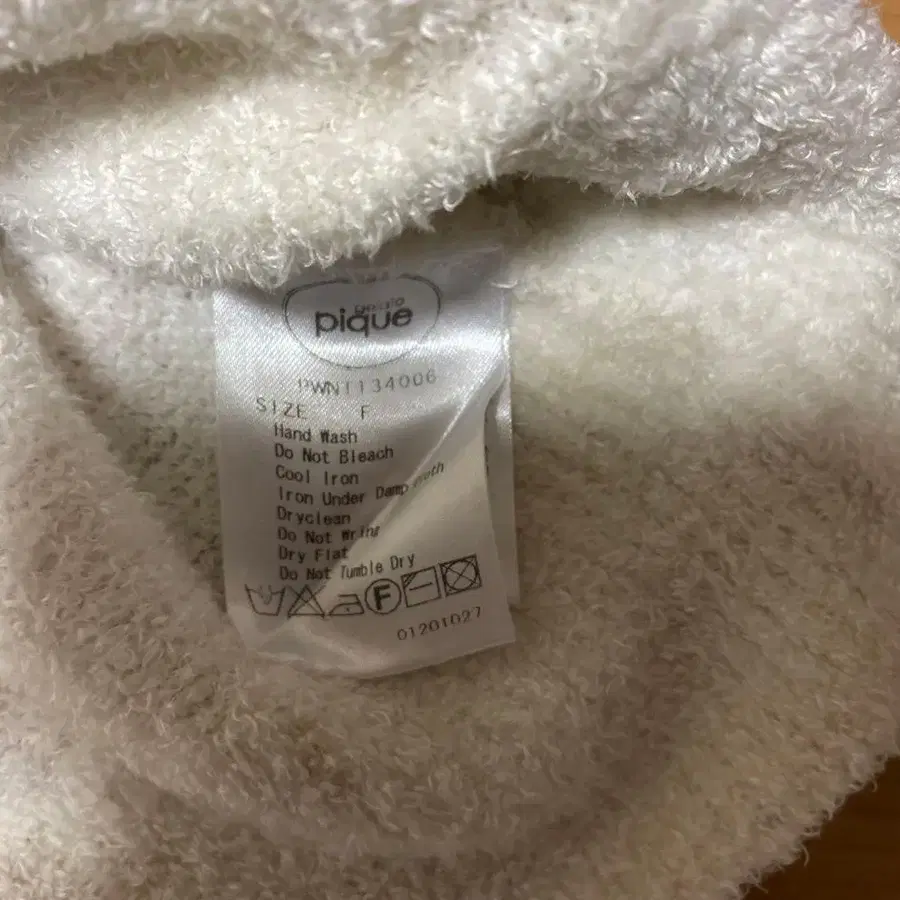 gelato
pique
PWNT134006
SIZE F
Hand Wash
Do Not Bleach
Cool Iron
Iron Under Damp
Dryclean
Do Not Wring
Dry Flat
Do Not Tumble Dry
F
01201027